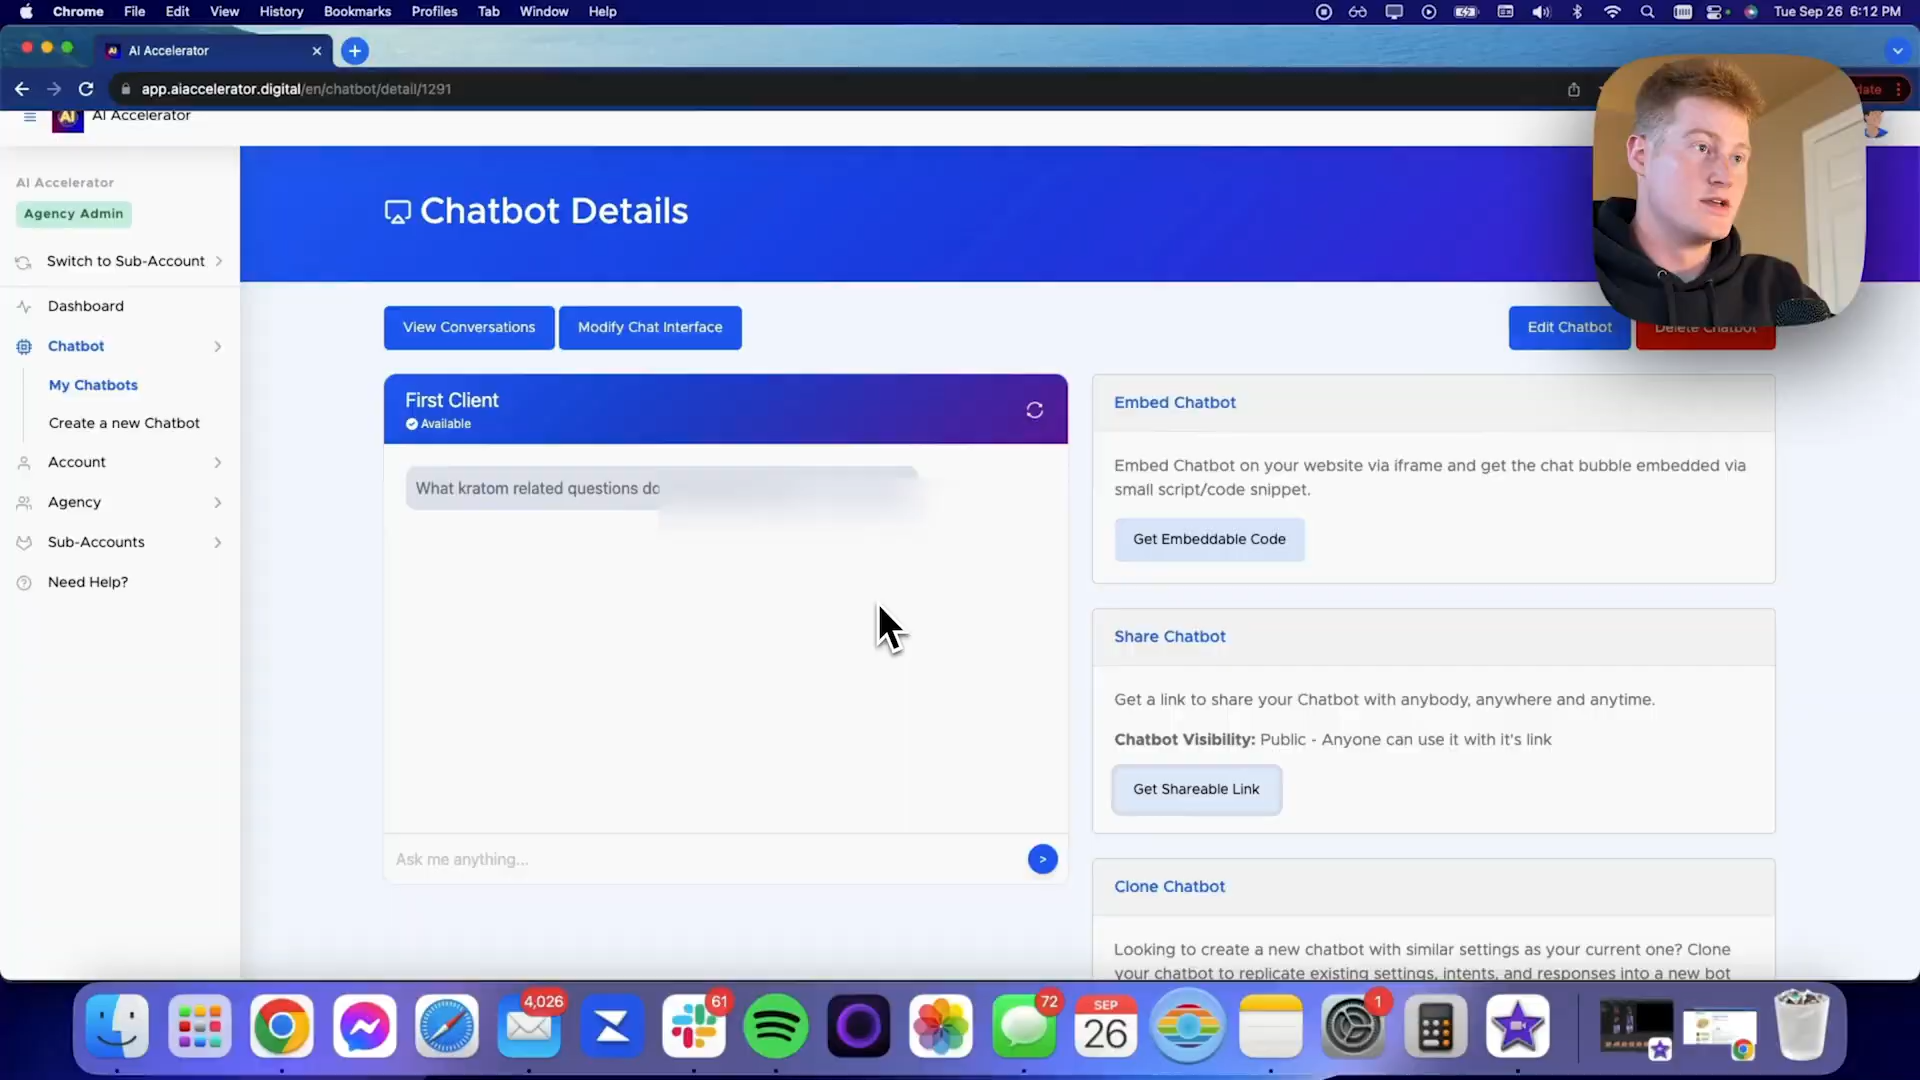 Chrome File Edit View History Bookmarks Profiles Tab Window Help Tue Sep 26 6:12 PM
AI Accelerator
app.aiaccelerator.digital/en/chatbot/detail/1291
AI AI Accelerator
AI Accelerator
Agency Admin
Switch to Sub-Account
Dashboard
Chatbot
My Chatbots
Create a new Chatbot
Account
Agency
Sub-Accounts
Need Help?
Chatbot Details
View Conversations Modify Chat Interface
Edit Chatbot Delete Chatbot
First Client
Available
What kratom related questions do
Ask me anything...
>
Embed Chatbot
Embed Chatbot on your website via iframe and get the chat bubble embedded via
small script/code snippet.
Get Embeddable Code
Share Chatbot
Get a link to share your Chatbot with anybody, anywhere and anytime.
Chatbot Visibility: Public - Anyone can use it with it's link
Get Shareable Link
Clone Chatbot
Looking to create a new chatbot with similar settings as your current one? Clone
your chatbot to replicate existing settings, intents, and responses into a new bot
4,026 61 72 SEP 1
26